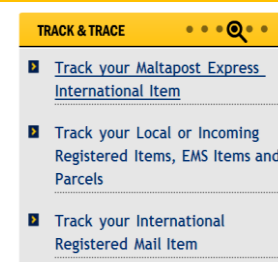 TRACK & TRACE
Track your Maltapost Express
International Item
Track your Local or Incoming
Registered Items, EMS Items and
Parcels
Track your International
Registered Mail Item